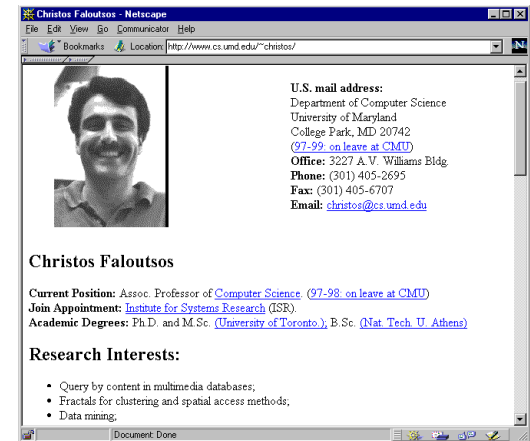 Christos Faloutsos - Netscape
File Edit View Go Communicator Help
Bookmarks Location: http://www.cs.umd.edu/~christos/
U.S. mail address:
Department of Computer Science
University of Maryland
College Park, MD 20742
(97-99: on leave at CMU)
Office: 3227 A.V. Williams Bldg.
Phone: (301) 405-2695
Fax: (301) 405-6707
Email: christos@cs.umd.edu
Christos Faloutsos
Current Position: Assoc. Professor of Computer Science. (97-98: on leave at CMU)
Join Appointment: Institute for Systems Research (ISR).
Academic Degrees: Ph.D. and M.Sc. (University of Toronto.); B.Sc. (Nat. Tech. U. Athens)
Research Interests:
• Query by content in multimedia databases;
• Fractals for clustering and spatial access methods;
• Data mining;
Document: Done